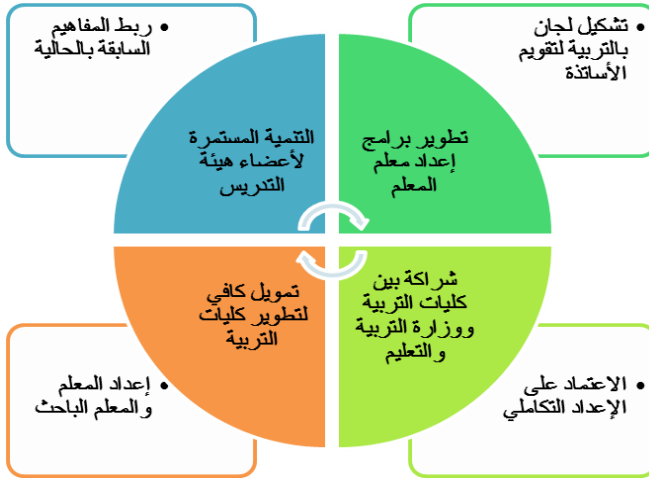 تشكيل لجان
بالتربية لتقويم
الأساتذة
ربط المفاهيم
السابقة بالحالية
تطوير برامج
إعداد معلم
المعلم
التنمية المستمرة
لأعضاء هيئة
التدريس
شراكة بين
كليات التربية
ووزارة التربية
والتعليم
تمويل كافي
لتطوير كليات
التربية
الاعتماد على
الإعداد التكاملي
إعداد المعلم
والمعلم الباحث